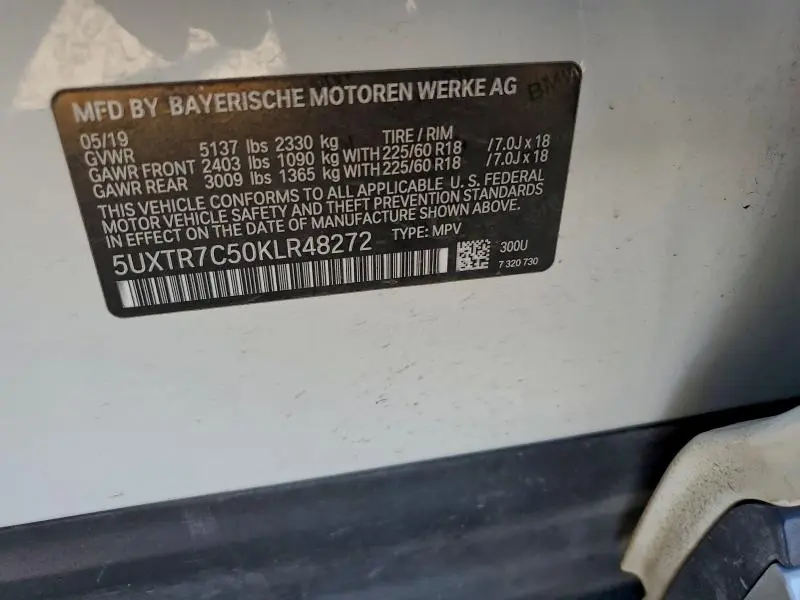 MFD BY BAYERISCHE MOTOREN WERKE AG
05/19 TIRE / RIM
GVWR 5137 lbs 2330 kg
GAWR FRONT 2403 lbs 1090 kg WITH 225/60 R18 /7.0J x 18
GAWR REAR 3009 lbs 1365 kg WITH 225/60 R18 /7.0J x 18
THIS VEHICLE CONFORMS TO ALL APPLICABLE U. S. FEDERAL
MOTOR VEHICLE SAFETY AND THEFT PREVENTION STANDARDS
IN EFFECT ON THE DATE OF MANUFACTURE SHOWN ABOVE.
5UXTR7C50KLR48272 TYPE: MPV
300U
7 320 730